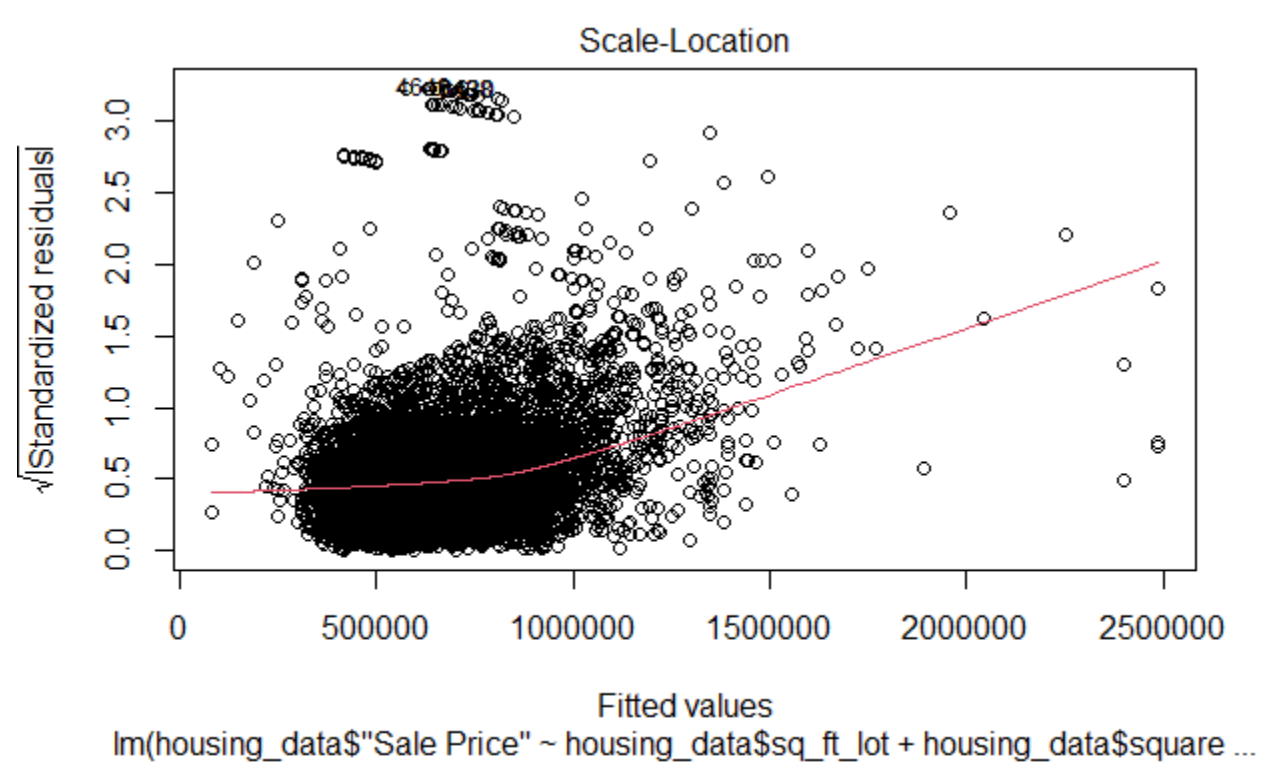 Scale-Location
√|Standardized residuals|
3.0
2.5
2.0
1.5
1.0
0.5
0.0
0 500000 1000000 1500000 2000000 2500000
Fitted values
lm(housing_data$"Sale Price" ~ housing_data$sq_ft_lot + housing_data$square ...